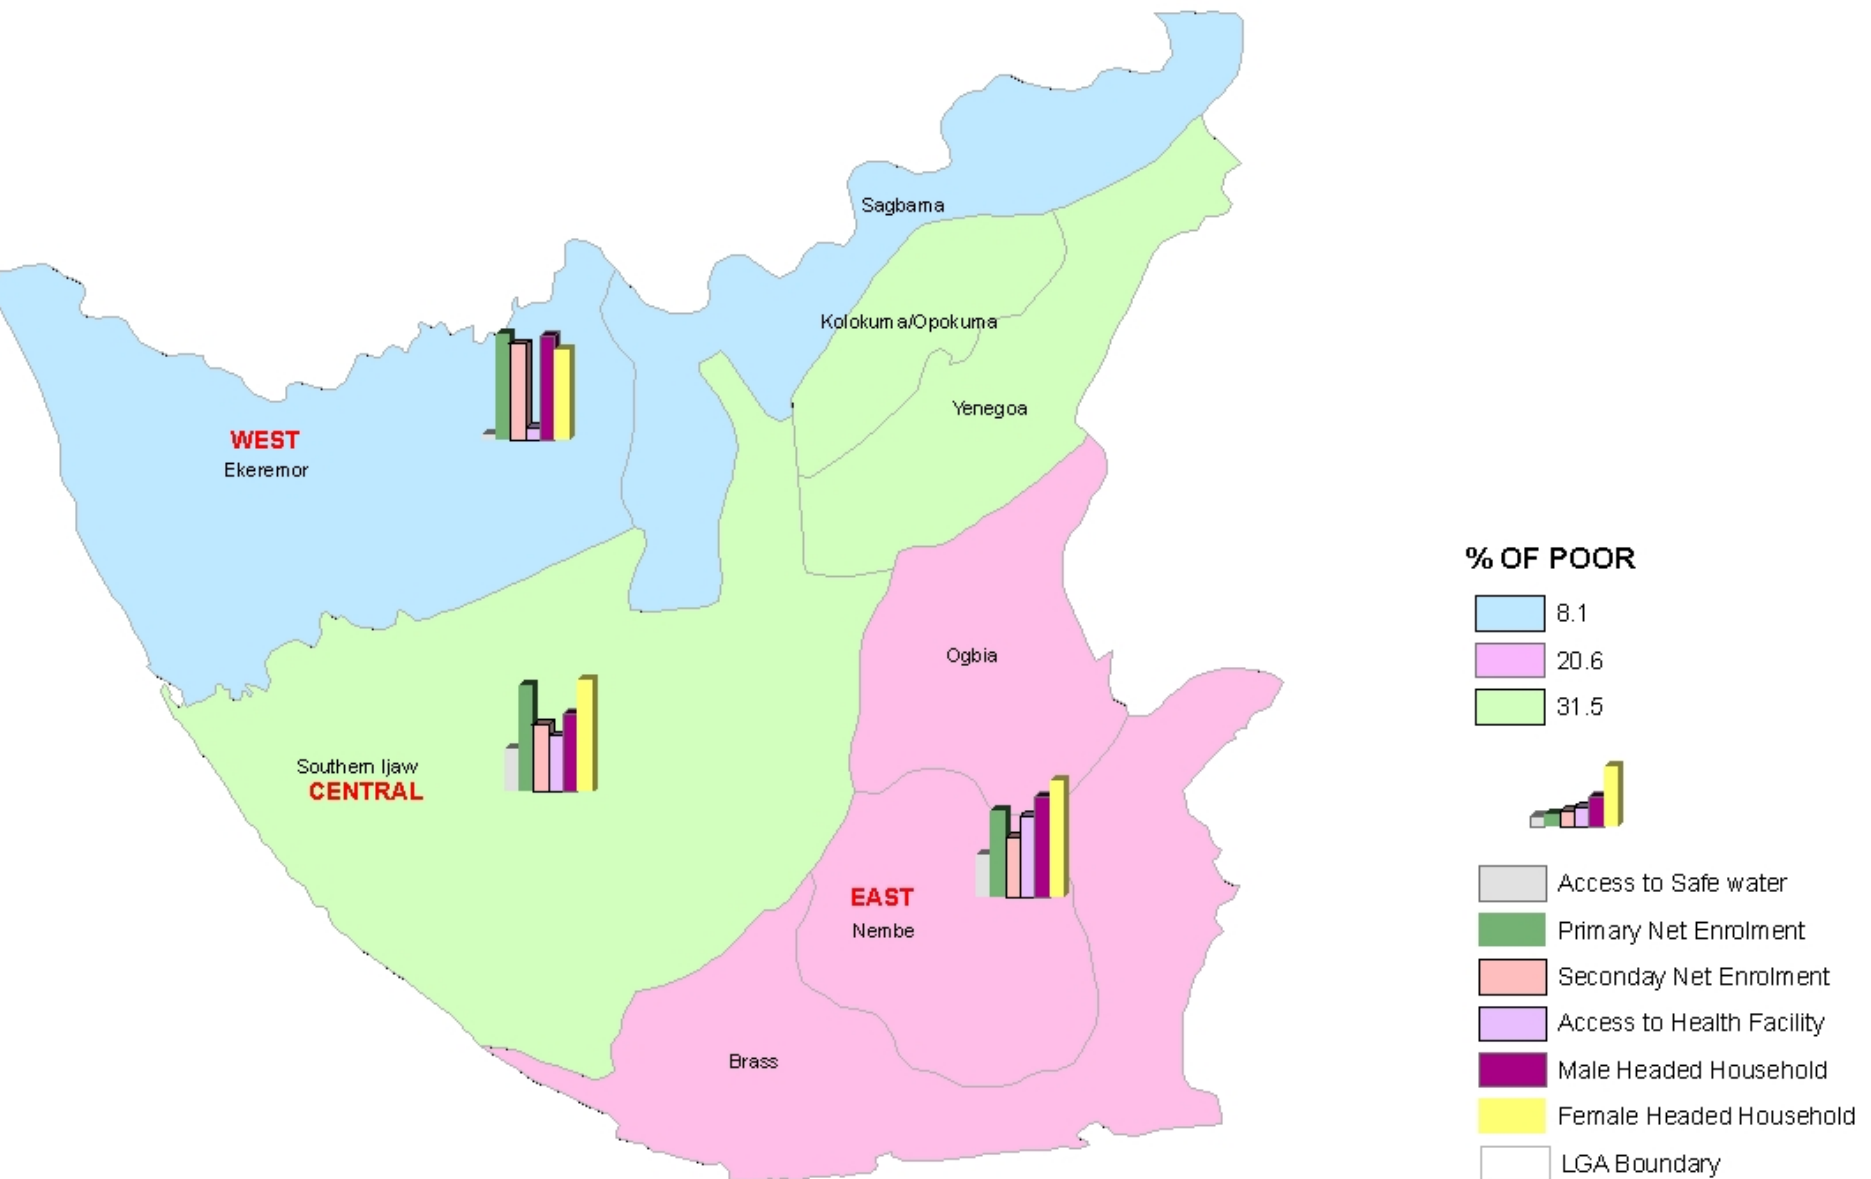 Sagbama
Kolokuma/Opokuma
Yenegoa
WEST
Ekeremor
Ogbia
Southern Ijaw
CENTRAL
EAST
Nembe
Brass
% OF POOR
8.1
20.6
31.5
Access to Safe water
Primary Net Enrolment
Seconday Net Enrolment
Access to Health Facility
Male Headed Household
Female Headed Household
LGA Boundary